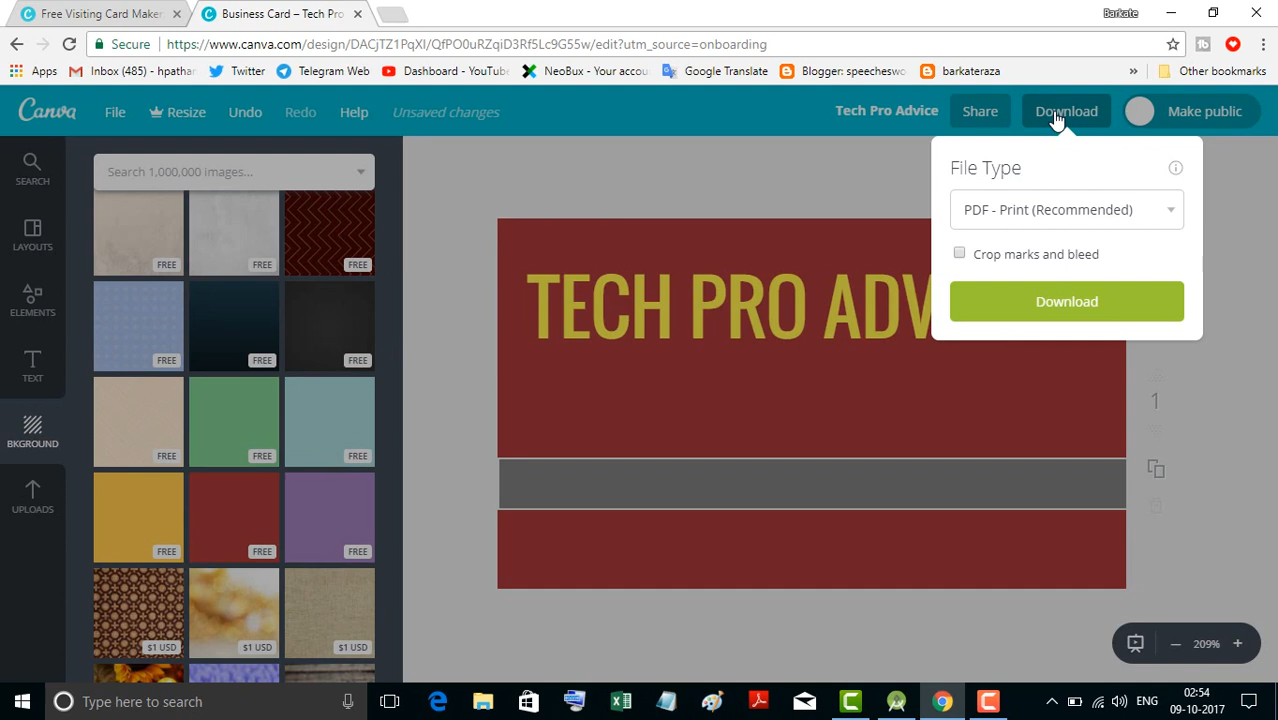 Free Visiting Card Maker
Business Card – Tech Pro
Barkate
Secure
https://www.canva.com/design/DACjTZ1PqXI/QfPO0uRZqiD3Rf5Lc9G55w/edit?utm_source=onboarding
Apps
Inbox (485) - hpathan
Twitter
Telegram Web
Dashboard - YouTube
NeoBux - Your accou
Google Translate
Blogger: speecheswo
barkateraza
»
Other bookmarks
Canva
File
Resize
Undo
Redo
Help
Unsaved changes
Tech Pro Advice
Share
Download
Make public
SEARCH
LAYOUTS
ELEMENTS
TEXT
BKGROUND
UPLOADS
Search 1,000,000 images...
FREE
FREE
FREE
FREE
FREE
FREE
FREE
FREE
FREE
FREE
FREE
FREE
$1 USD
$1 USD
$1 USD
TECH PRO ADV
File Type
PDF - Print (Recommended)
Crop marks and bleed
Download
1
209%
Type here to search
ENG
02:54
09-10-2017